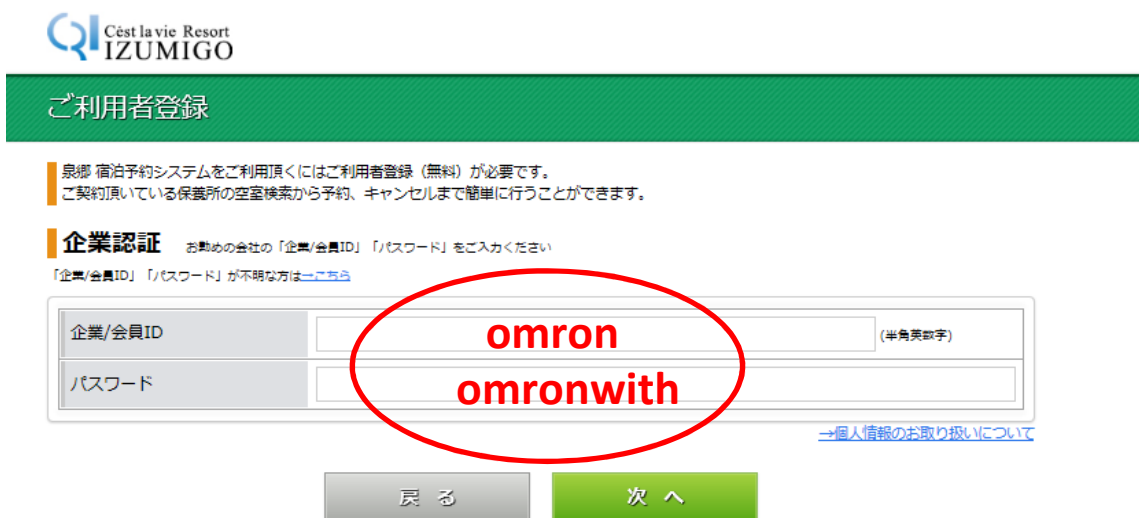 Cést la vie Resort
IZUMIGO
ご利用者登録
泉郷 宿泊予約システムをご利用頂くにはご利用者登録（無料）が必要です。
ご契約頂いている保養所の空室検索から予約、キャンセルまで簡単に行うことができます。
企業認証 お勤めの会社の「企業/会員ID」「パスワード」をご入力ください
「企業/会員ID」「パスワード」が不明な方は→こちら
企業/会員ID omron (半角英数字)
パスワード omronwith
→個人情報のお取り扱いについて
戻る 次へ